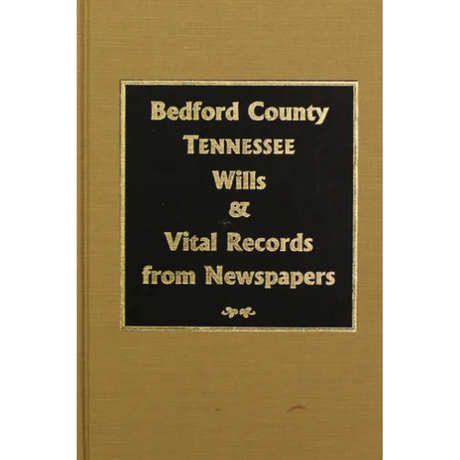 Bedford County
TENNESSEE
Wills
&
Vital Records
from Newspapers